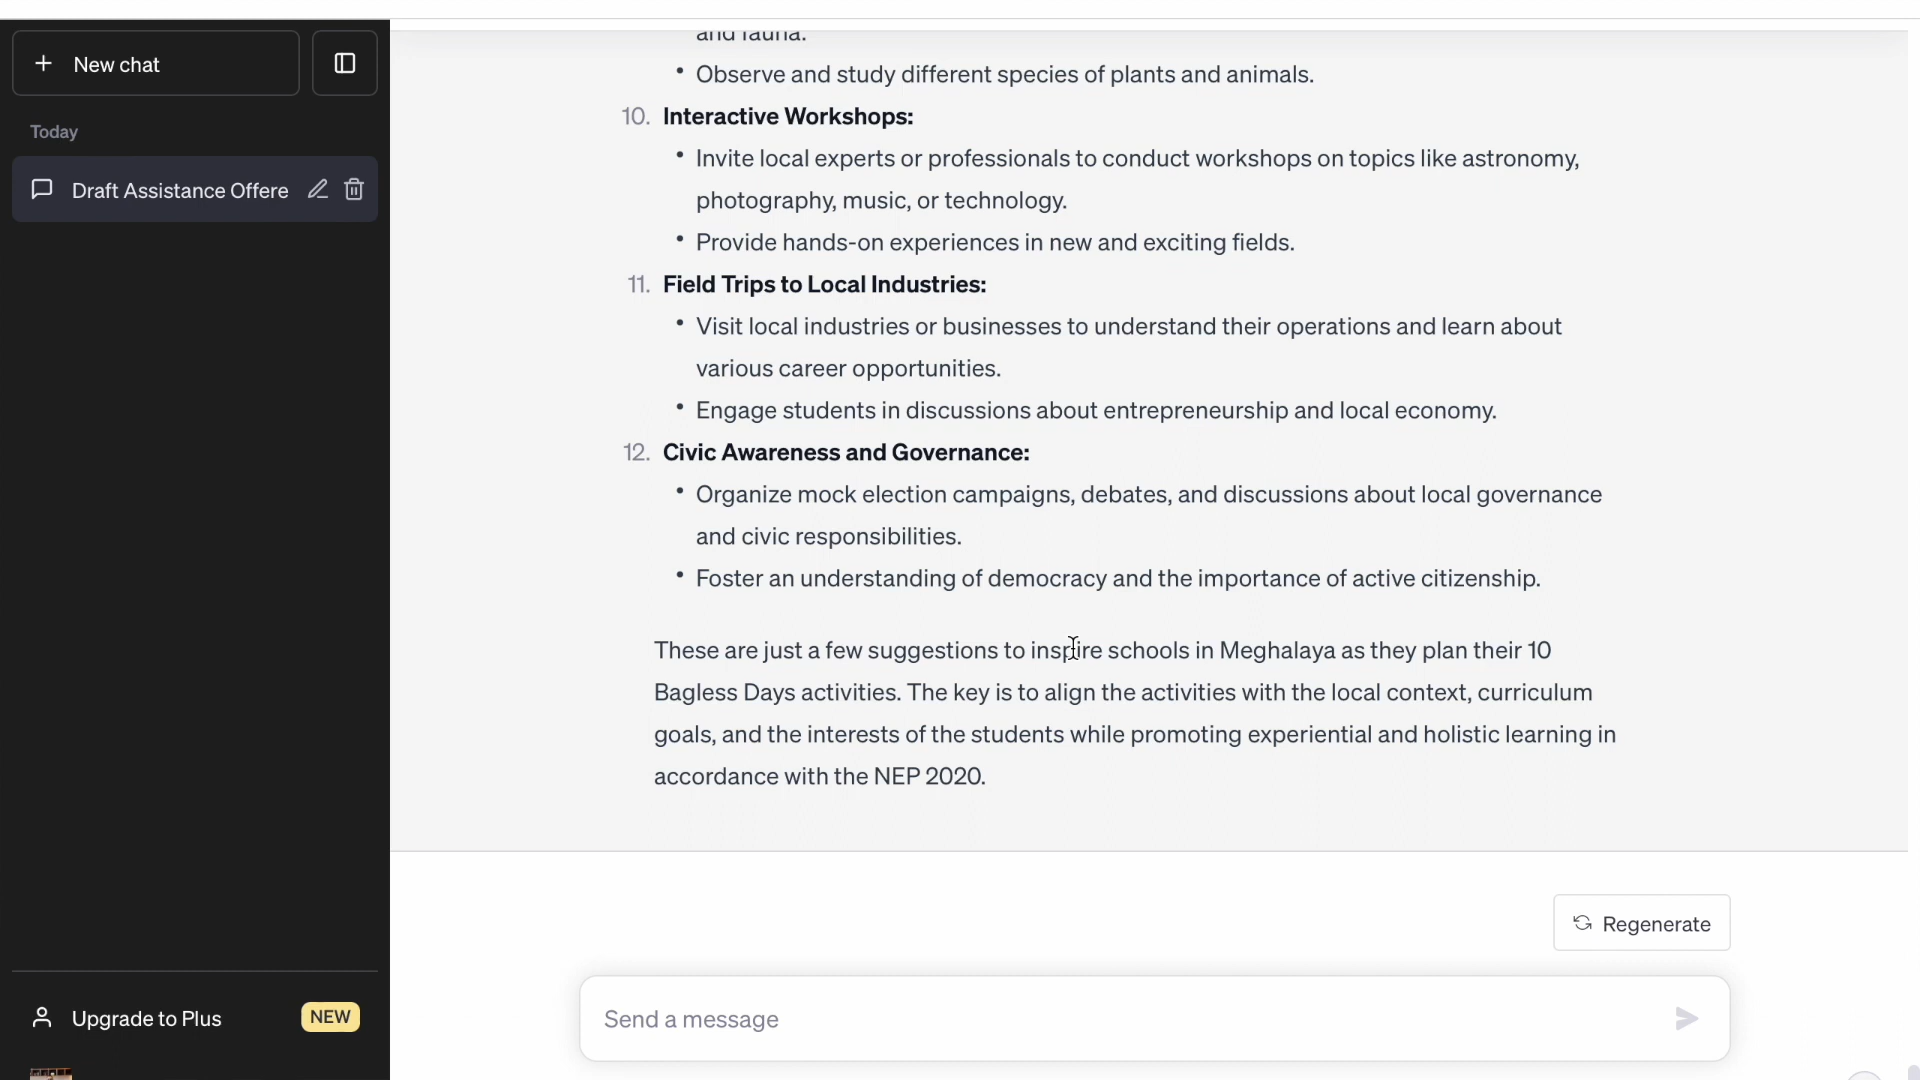 New chat
Today
Draft Assistance Offere
Upgrade to Plus
NEW
and fauna.
• Observe and study different species of plants and animals.
10. Interactive Workshops:
• Invite local experts or professionals to conduct workshops on topics like astronomy,
photography, music, or technology.
• Provide hands-on experiences in new and exciting fields.
11. Field Trips to Local Industries:
• Visit local industries or businesses to understand their operations and learn about
various career opportunities.
• Engage students in discussions about entrepreneurship and local economy.
12. Civic Awareness and Governance:
• Organize mock election campaigns, debates, and discussions about local governance
and civic responsibilities.
• Foster an understanding of democracy and the importance of active citizenship.
These are just a few suggestions to inspire schools in Meghalaya as they plan their 10
Bagless Days activities. The key is to align the activities with the local context, curriculum
goals, and the interests of the students while promoting experiential and holistic learning in
accordance with the NEP 2020.
Regenerate
Send a message